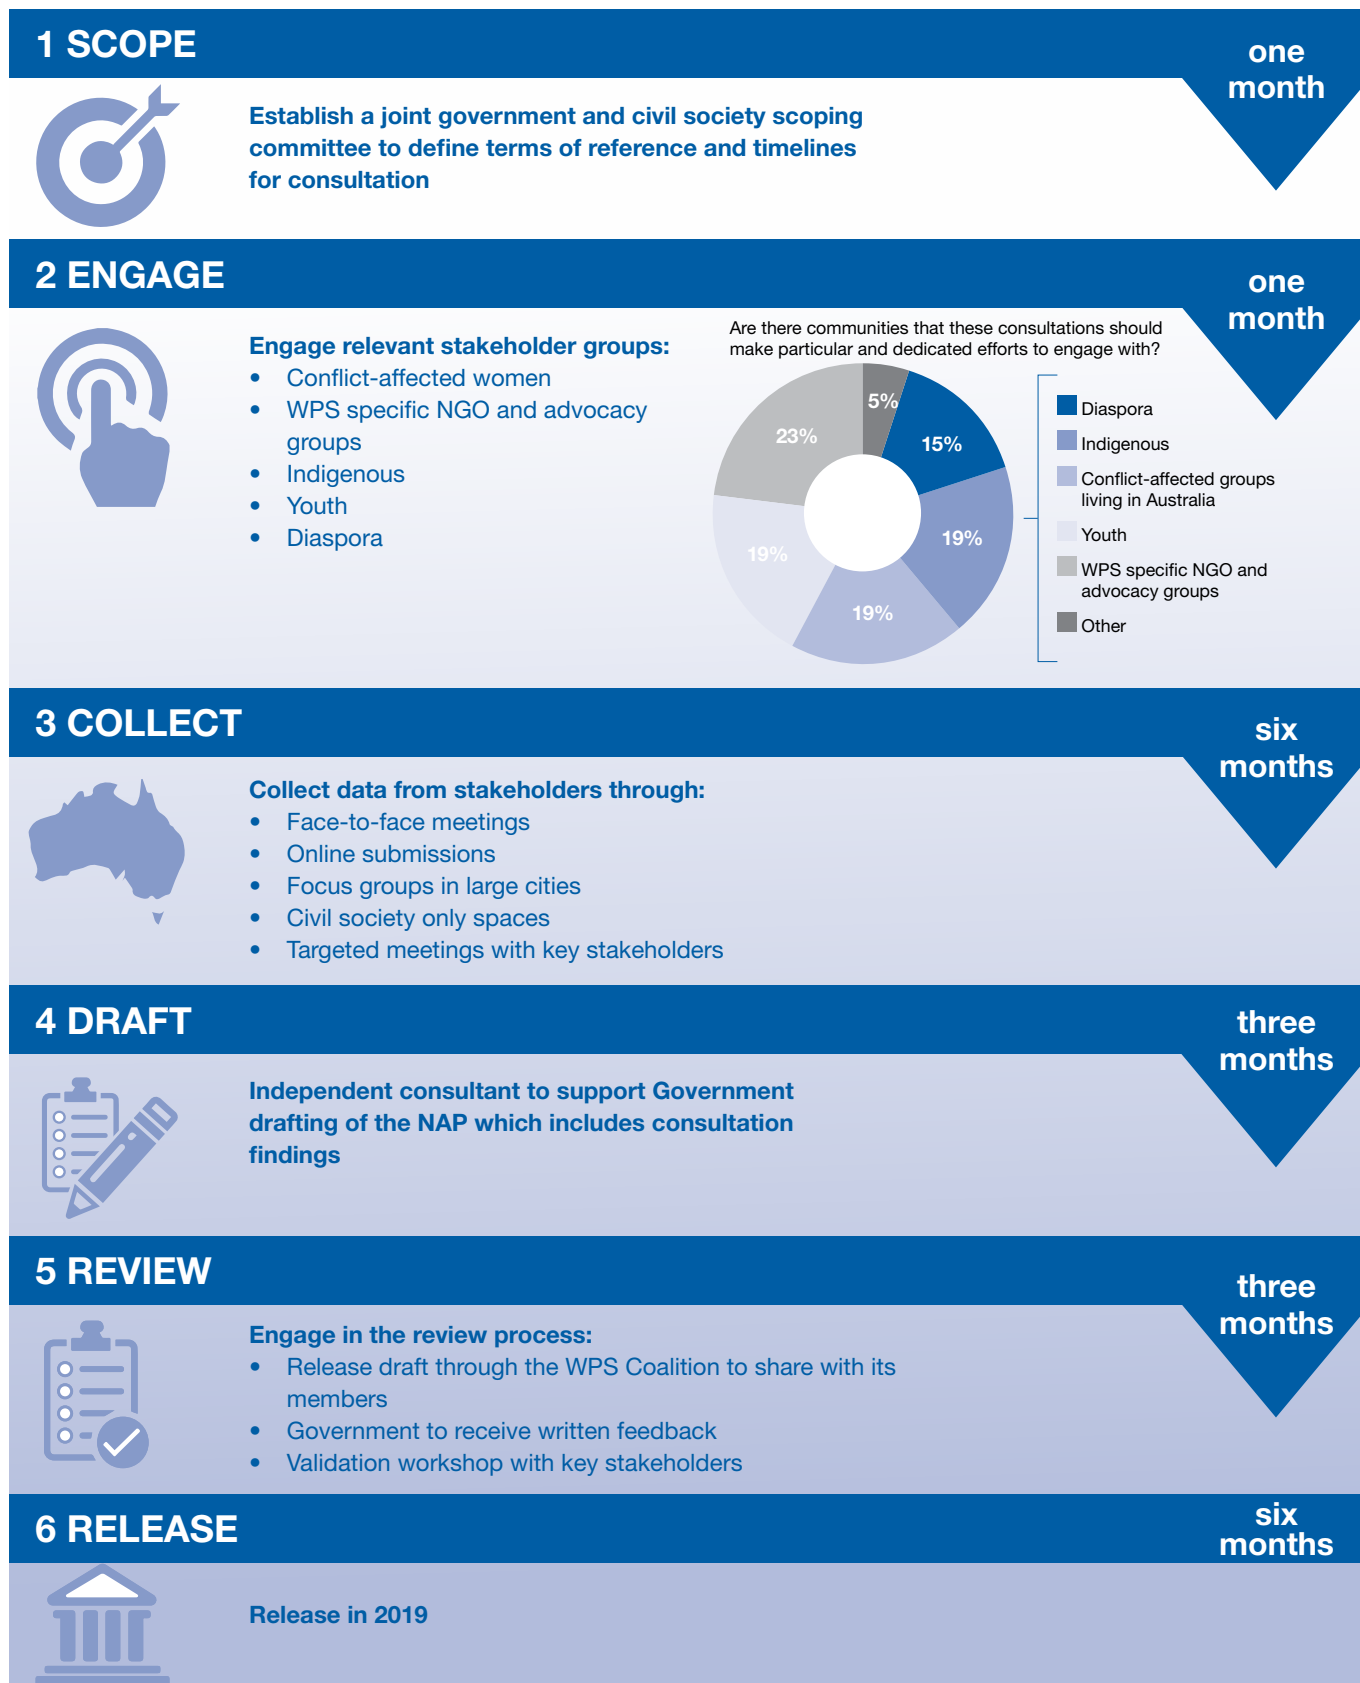 1 SCOPE
one
month
Establish a joint government and civil society scoping
committee to define terms of reference and timelines
for consultation
2 ENGAGE
one
month
Engage relevant stakeholder groups:
• Conflict-affected women
• WPS specific NGO and advocacy
groups
• Indigenous
• Youth
• Diaspora
Are there communities that these consultations should
make particular and dedicated efforts to engage with?
5%
15%
19%
19%
19%
23%
Diaspora
Indigenous
Conflict-affected groups
living in Australia
Youth
WPS specific NGO and
advocacy groups
Other
3 COLLECT
six
months
Collect data from stakeholders through:
• Face-to-face meetings
• Online submissions
• Focus groups in large cities
• Civil society only spaces
• Targeted meetings with key stakeholders
4 DRAFT
three
months
Independent consultant to support Government
drafting of the NAP which includes consultation
findings
5 REVIEW
three
months
Engage in the review process:
• Release draft through the WPS Coalition to share with its
members
• Government to receive written feedback
• Validation workshop with key stakeholders
6 RELEASE
six
months
Release in 2019